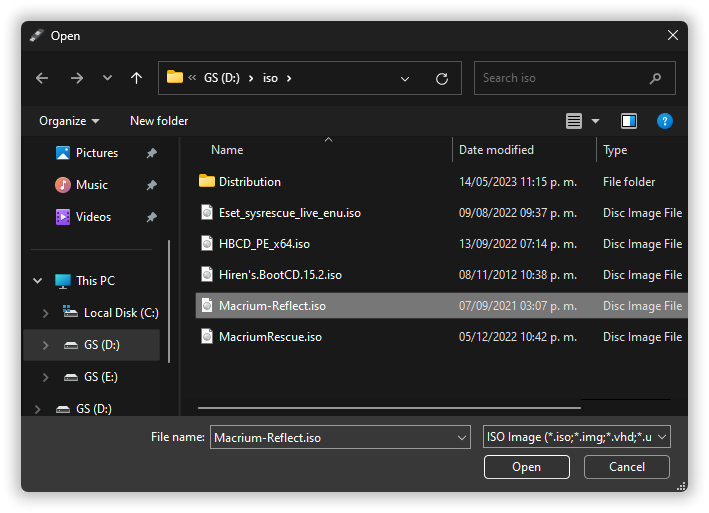 Open
« GS (D:) › iso ›
Search iso
Organize
New folder
Pictures
Music
Videos
This PC
Local Disk (C:)
GS (D:)
GS (E:)
GS (D:)
Name Date modified Type
Distribution 14/05/2023 11:15 p. m. File folder
Eset_sysrescue_live_enu.iso 09/08/2022 09:37 p. m. Disc Image File
HBCD_PE_x64.iso 13/09/2022 07:14 p. m. Disc Image File
Hiren's.BootCD.15.2.iso 08/11/2012 10:38 p. m. Disc Image File
Macrium-Reflect.iso 07/09/2021 03:07 p. m. Disc Image File
MacriumRescue.iso 05/12/2022 10:42 p. m. Disc Image File
File name: Macrium-Reflect.iso
ISO Image (*.iso;*.img;*.vhd;*.u
Open
Cancel